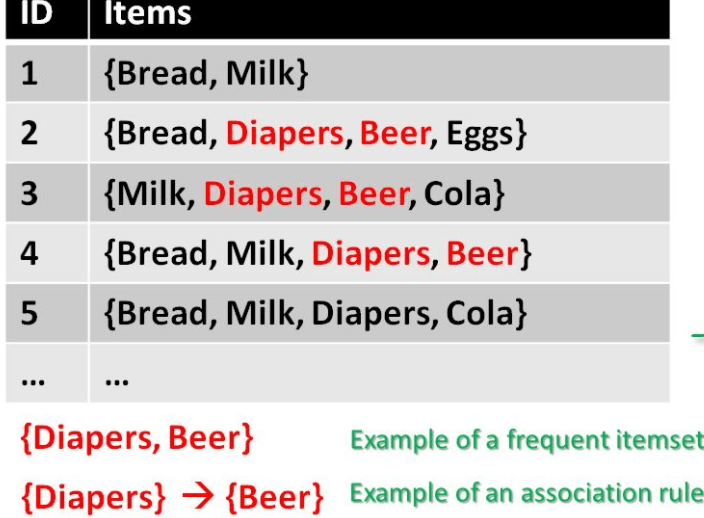 ID Items
1 {Bread, Milk}
2 {Bread, Diapers, Beer, Eggs}
3 {Milk, Diapers, Beer, Cola}
4 {Bread, Milk, Diapers, Beer}
5 {Bread, Milk, Diapers, Cola}
... ...
{Diapers, Beer} Example of a frequent itemset
{Diapers} → {Beer} Example of an association rule